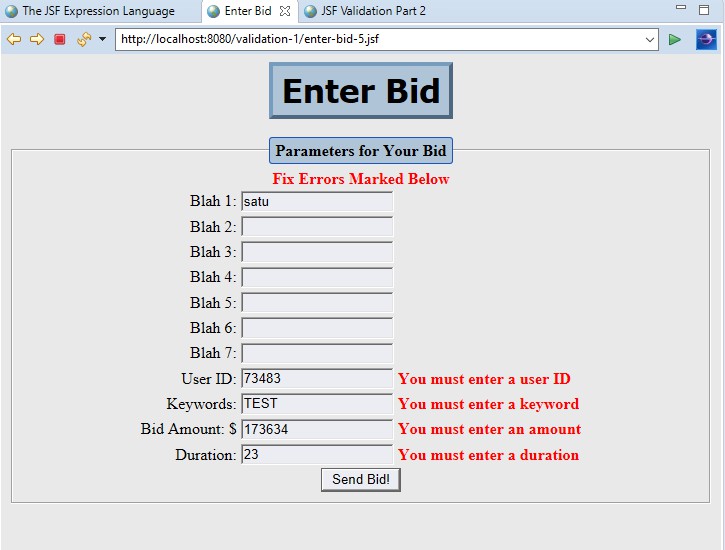 The JSF Expression Language Enter Bid JSF Validation Part 2
http://localhost:8080/validation-1/enter-bid-5.jsf
Enter Bid
Parameters for Your Bid
Fix Errors Marked Below
Blah 1: satu
Blah 2:
Blah 3:
Blah 4:
Blah 5:
Blah 6:
Blah 7:
User ID: 73483 You must enter a user ID
Keywords: TEST You must enter a keyword
Bid Amount: $ 173634 You must enter an amount
Duration: 23 You must enter a duration
Send Bid!